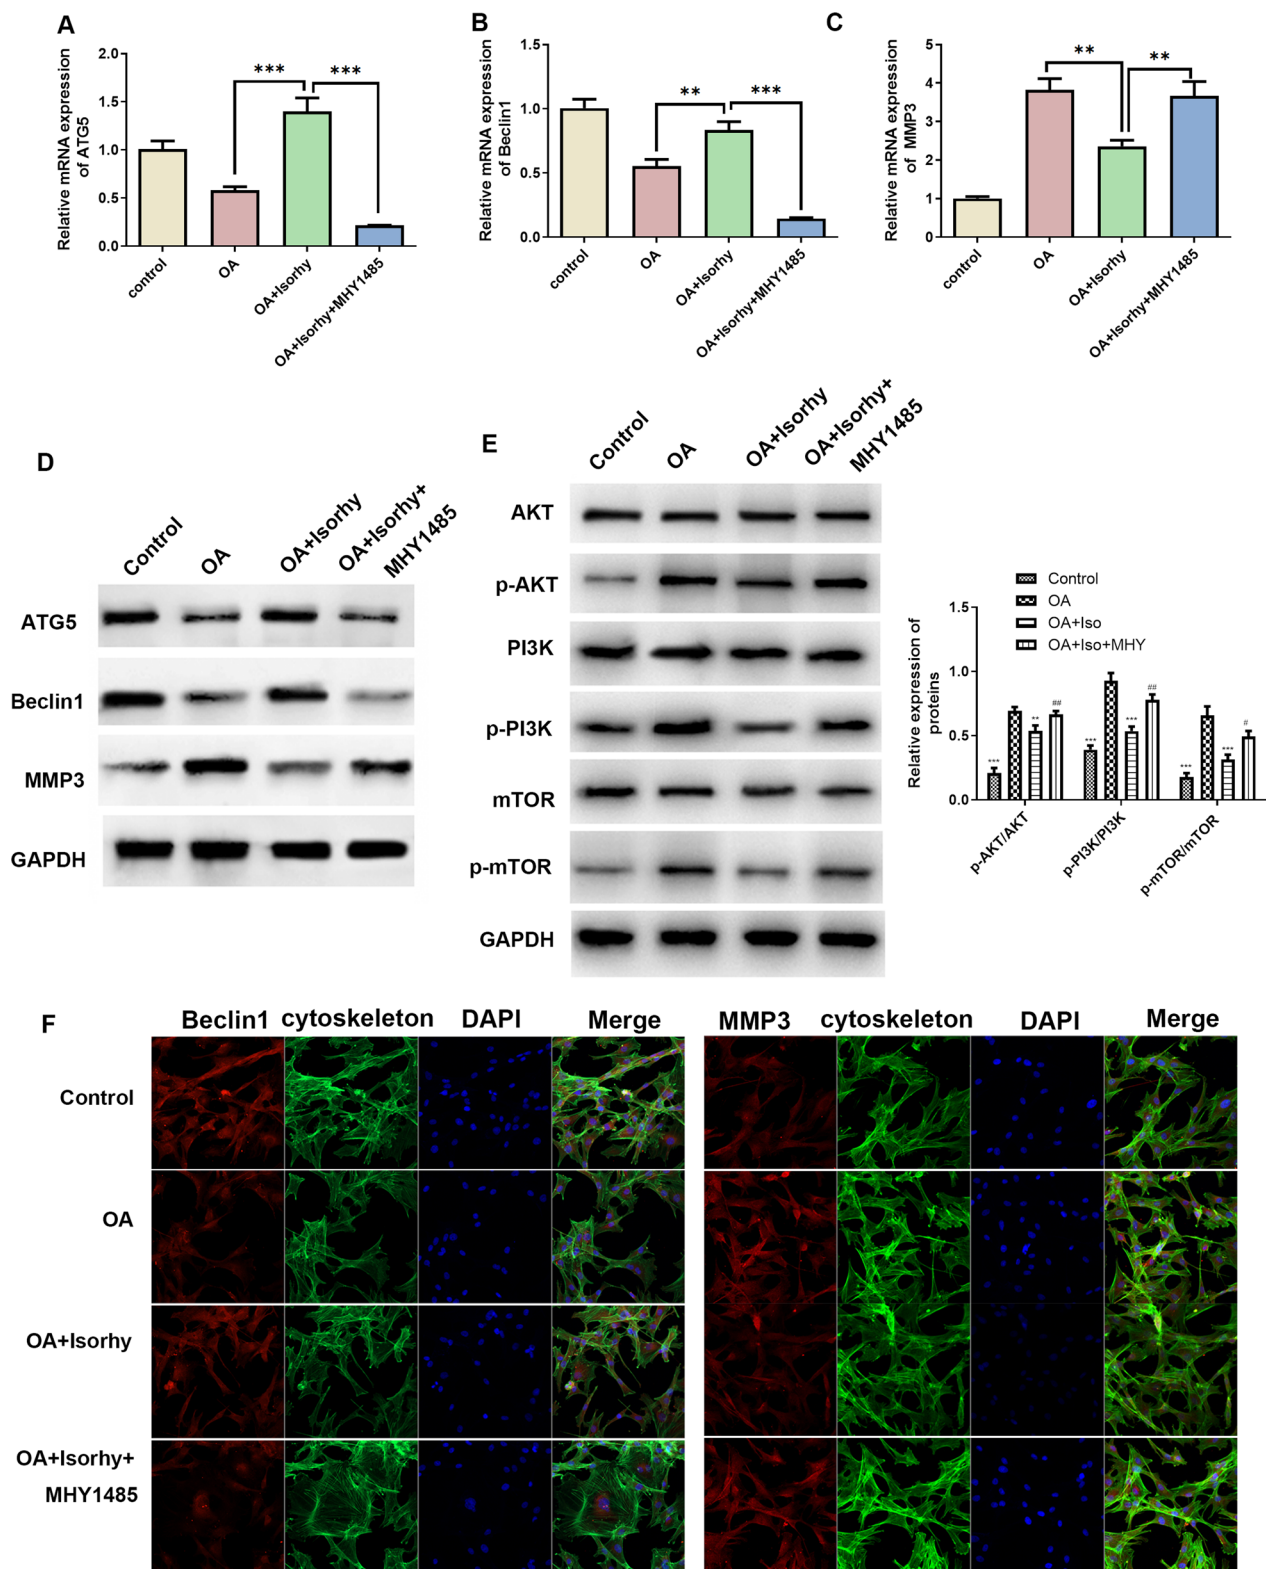 A
Relative mRNA expression
of ATG5
2.0
1.5
1.0
0.5
0.0
***
***
control
OA
OA+Isorhy
OA+Isorhy+MHY1485
B
Relative mRNA expression
of Beclin1
1.5
1.0
0.5
0.0
**
***
control
OA
OA+Isorhy
OA+Isorhy+MHY1485
C
Relative mRNA expression
of MMP3
5
4
3
2
1
0
**
**
control
OA
OA+Isorhy
OA+Isorhy+MHY1485
D
Control
OA
OA+Isorhy
OA+Isorhy+
MHY1485
ATG5
Beclin1
MMP3
GAPDH
E
Control
OA
OA+Isorhy
OA+Isorhy+
MHY1485
AKT
p-AKT
PI3K
p-PI3K
mTOR
p-mTOR
GAPDH
Control
OA
OA+Iso
OA+Iso+MHY
Relative expression of
proteins
1.5
1.0
0.5
0.0
***
**
##
***
***
##
***
***
#
p-AKT/AKT
p-PI3K/PI3K
p-mTOR/mTOR
F
Beclin1 cytoskeleton DAPI Merge MMP3 cytoskeleton DAPI Merge
Control
OA
OA+Isorhy
OA+Isorhy+
MHY1485